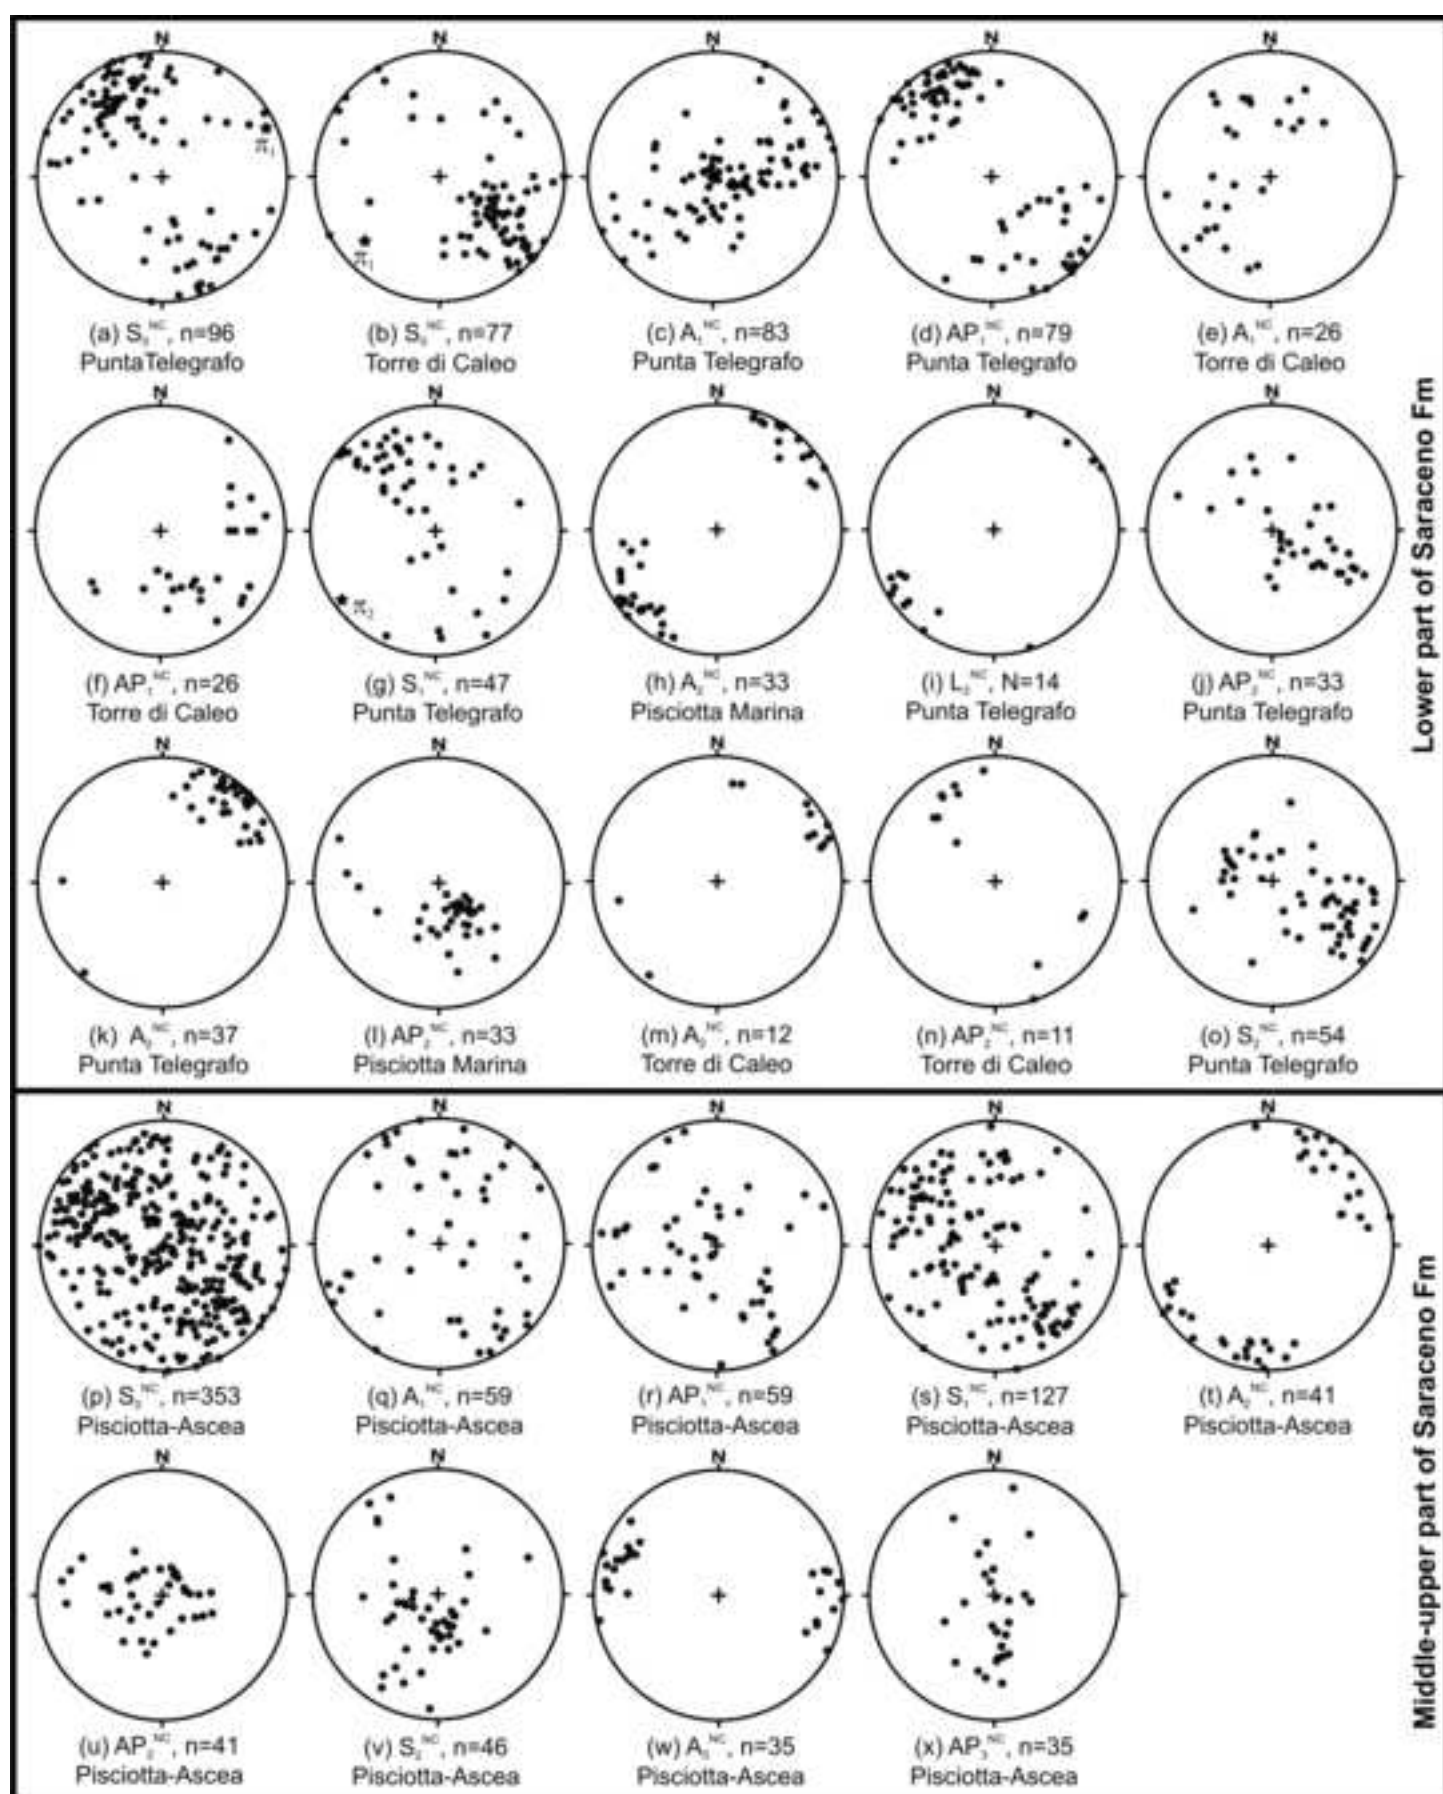 N N N N N
π₁
π₁
(a) S₀ᴺᶜ, n=96 (b) S₀ᴺᶜ, n=77 (c) A₁ᴺᶜ, n=83 (d) AP₁ᴺᶜ, n=79 (e) A₁ᴺᶜ, n=26
PuntaTelegrafo Torre di Caleo Punta Telegrafo Punta Telegrafo Torre di Caleo
N N N N N
π₂
(f) AP₁ᴺᶜ, n=26 (g) S₁ᴺᶜ, n=47 (h) A₂ᴺᶜ, n=33 (i) L₂ᴺᶜ, N=14 (j) AP₂ᴺᶜ, n=33
Torre di Caleo Punta Telegrafo Pisciotta Marina Punta Telegrafo Punta Telegrafo
N N N N N
(k) A₂ᴺᶜ, n=37 (l) AP₂ᴺᶜ, n=33 (m) A₂ᴺᶜ, n=12 (n) AP₂ᴺᶜ, n=11 (o) S₂ᴺᶜ, n=54
Punta Telegrafo Pisciotta Marina Torre di Caleo Torre di Caleo Punta Telegrafo
Lower part of Saraceno Fm
N N N N N
(p) S₀ᴺᶜ, n=353 (q) A₁ᴺᶜ, n=59 (r) AP₁ᴺᶜ, n=59 (s) S₁ᴺᶜ, n=127 (t) A₂ᴺᶜ, n=41
Pisciotta-Ascea Pisciotta-Ascea Pisciotta-Ascea Pisciotta-Ascea Pisciotta-Ascea
N N N N
(u) AP₂ᴺᶜ, n=41 (v) S₂ᴺᶜ, n=46 (w) A₃ᴺᶜ, n=35 (x) AP₃ᴺᶜ, n=35
Pisciotta-Ascea Pisciotta-Ascea Pisciotta-Ascea Pisciotta-Ascea
Middle-upper part of Saraceno Fm